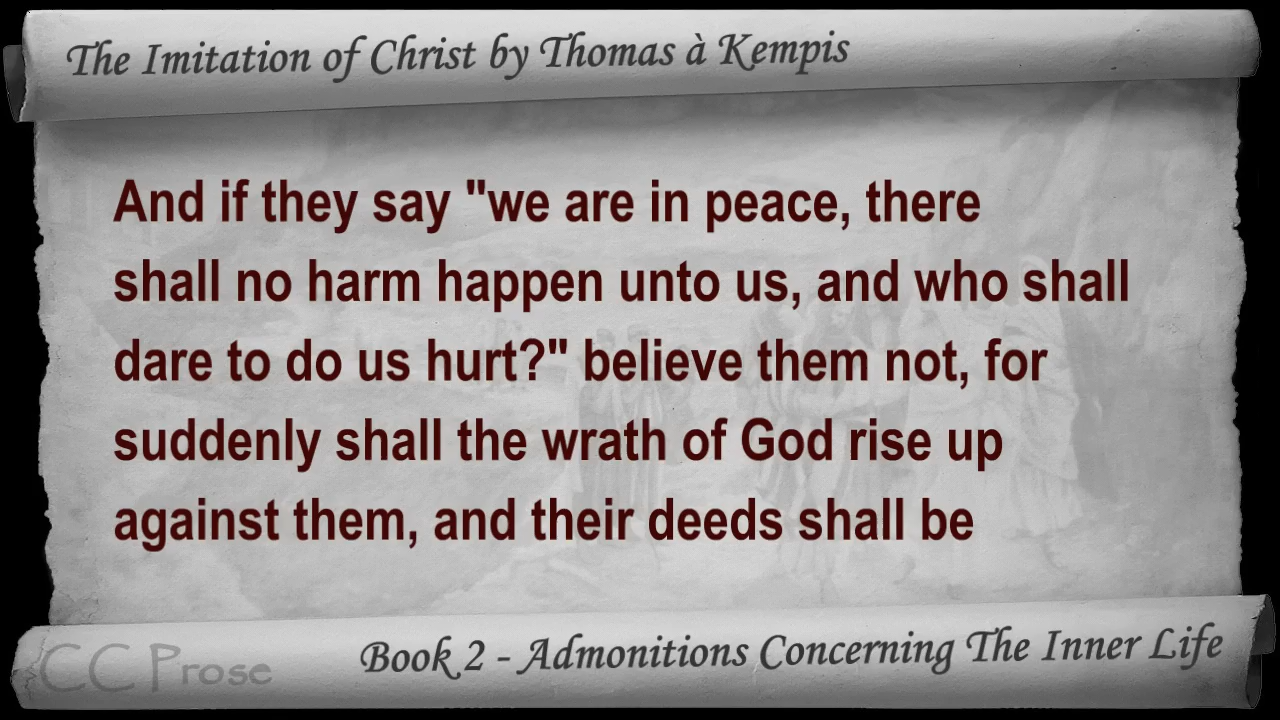 The Imitation of Christ by Thomas à Kempis
And if they say "we are in peace, there
shall no harm happen unto us, and who shall
dare to do us hurt?" believe them not, for
suddenly shall the wrath of God rise up
against them, and their deeds shall be
CC Prose
Book 2 - Admonitions Concerning The Inner Life